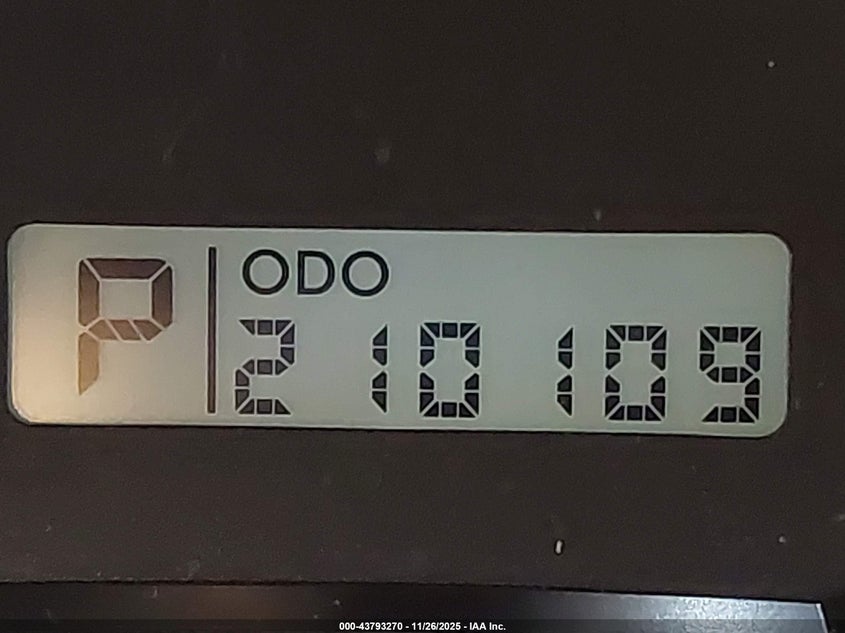 P
ODO
210109
000-43793270 - 11/26/2025 - IAA Inc.